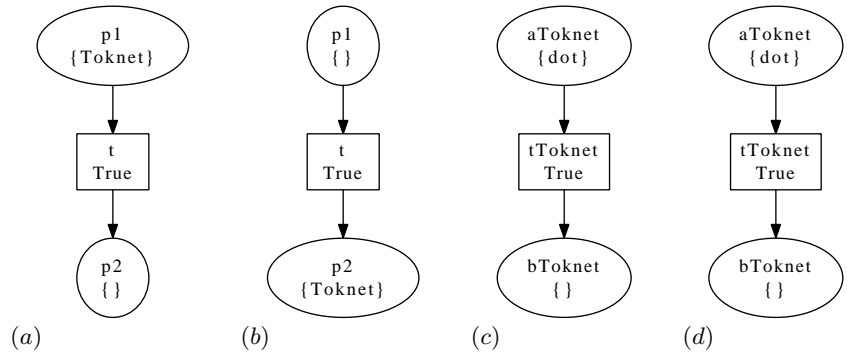 p1
{Toknet}
t
True
p2
{}
(a)
p1
{}
t
True
p2
{Toknet}
(b)
aToknet
{dot}
tToknet
True
bToknet
{}
(c)
aToknet
{dot}
tToknet
True
bToknet
{}
(d)